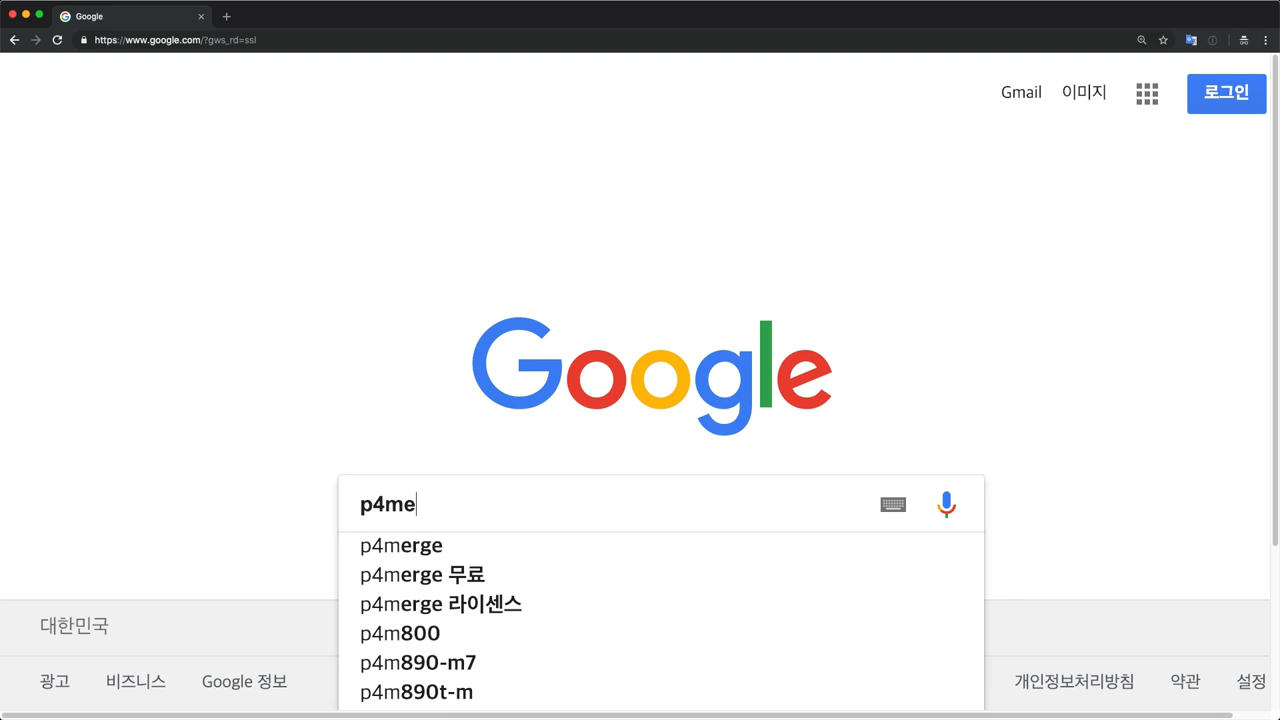 Google
https://www.google.com/?gws_rd=ssl
Gmail 이미지 로그인
Google
p4me
p4merge
p4merge 무료
p4merge 라이센스
p4m800
p4m890-m7
p4m890t-m
대한민국
광고 비즈니스 Google 정보 개인정보처리방침 약관 설정